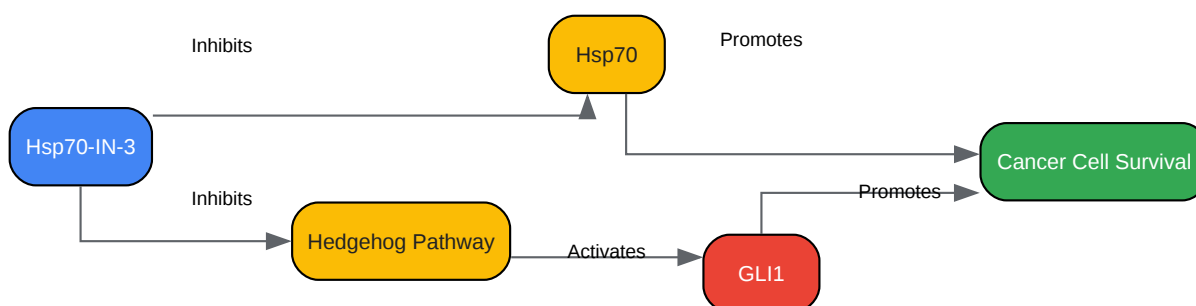 Inhibits
Hsp70
Promotes
Hsp70-IN-3
Cancer Cell Survival
Inhibits
Promotes
Hedgehog Pathway
Activates
GLI1